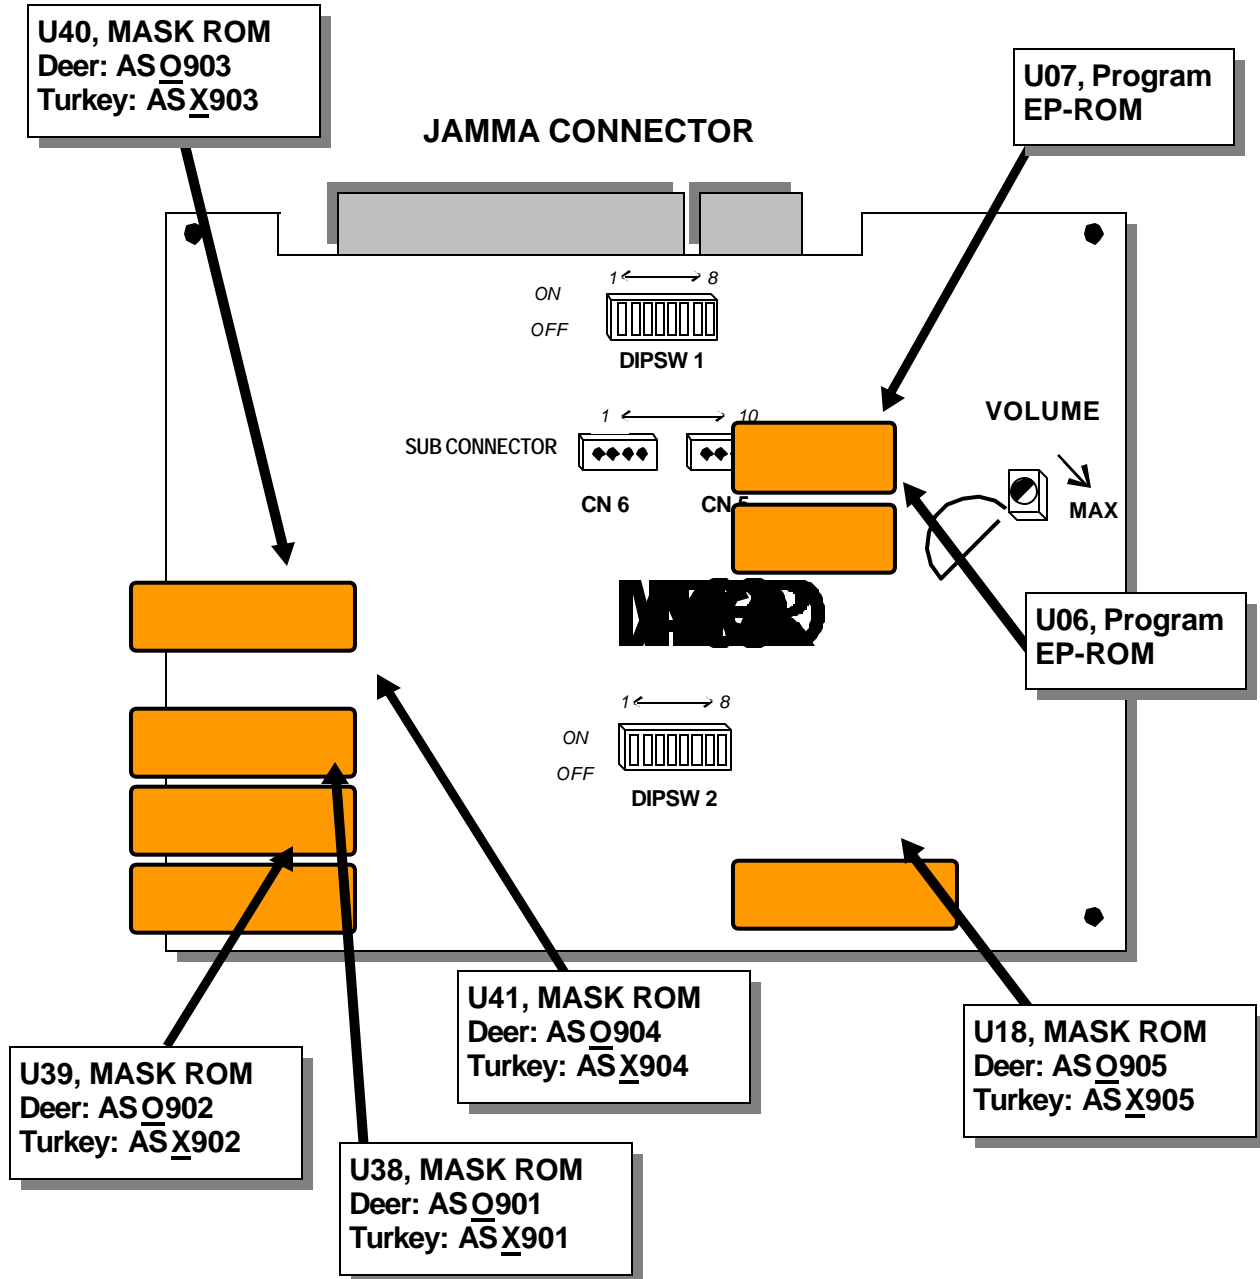 U40, MASK ROM
Deer: ASO903
Turkey: ASX903
U07, Program
EP-ROM
JAMMA CONNECTOR
1 8
ON
OFF
DIPSW 1
VOLUME
MAX
1 10
SUB CONNECTOR
CN 6 CN 5
U06, Program
EP-ROM
1 8
ON
OFF
DIPSW 2
U41, MASK ROM
Deer: ASO904
Turkey: ASX904
U18, MASK ROM
Deer: ASO905
Turkey: ASX905
U39, MASK ROM
Deer: ASO902
Turkey: ASX902
U38, MASK ROM
Deer: ASO901
Turkey: ASX901